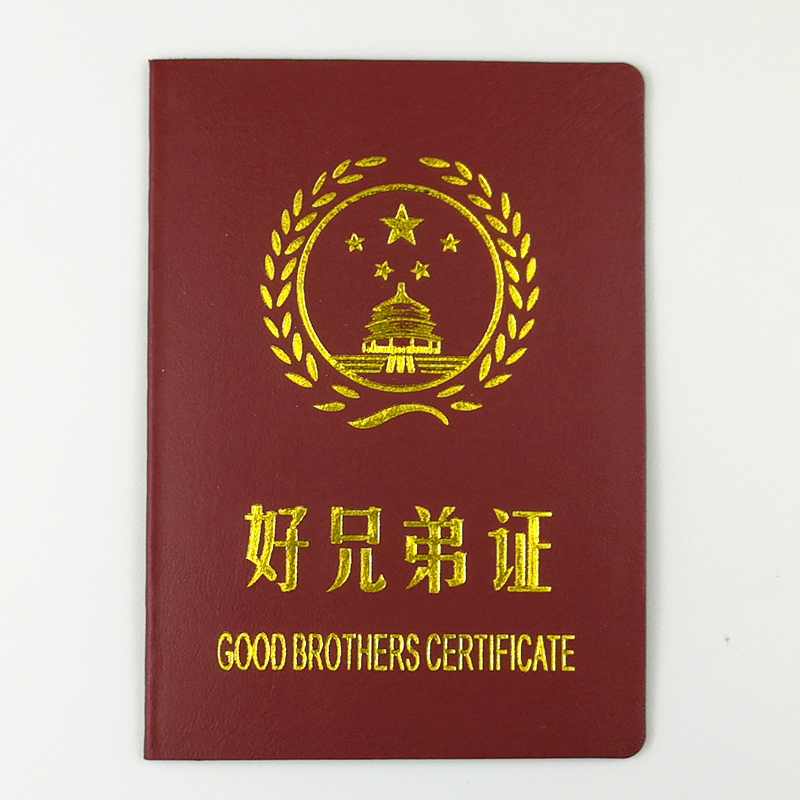 好兄弟证
GOOD BROTHERS CERTIFICATE